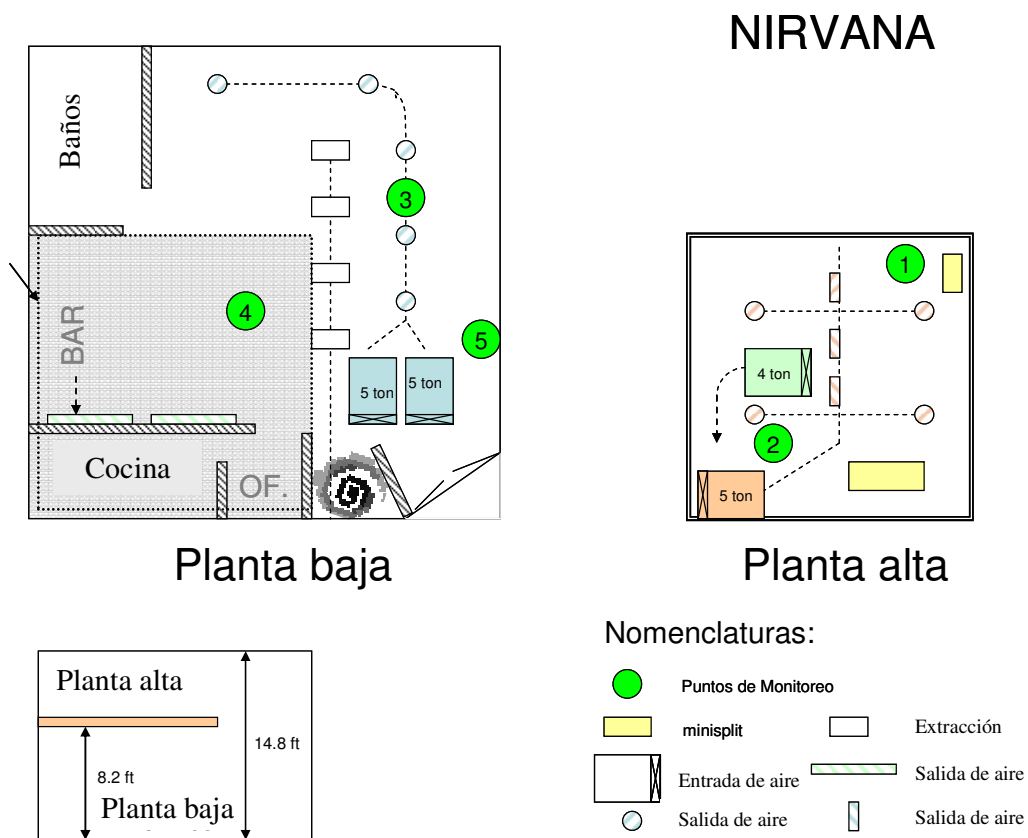 NIRVANA
Baños
3
4
BAR
5
5 ton
5 ton
Cocina
OF.
1
4 ton
2
5 ton
Planta baja
Planta alta
Nomenclaturas:
Planta alta
14.8 ft
8.2 ft
Planta baja
Puntos de Monitoreo
minisplit
Extracción
Entrada de aire
Salida de aire
Salida de aire
Salida de aire